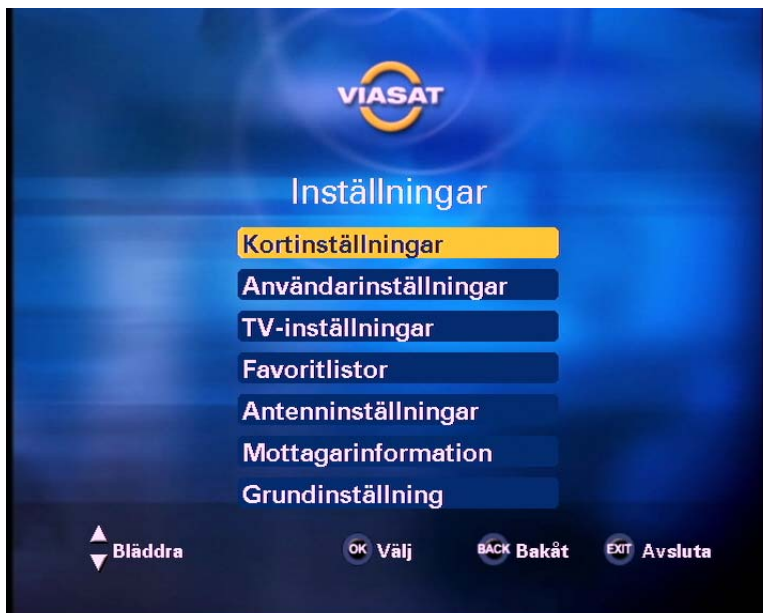 VIASAT
Inställningar
Kortinställningar
Användarinställningar
TV-inställningar
Favoritlistor
Antenninställningar
Mottagarinformation
Grundinställning
Bläddra OK Välj BACK Bakåt EXIT Avsluta